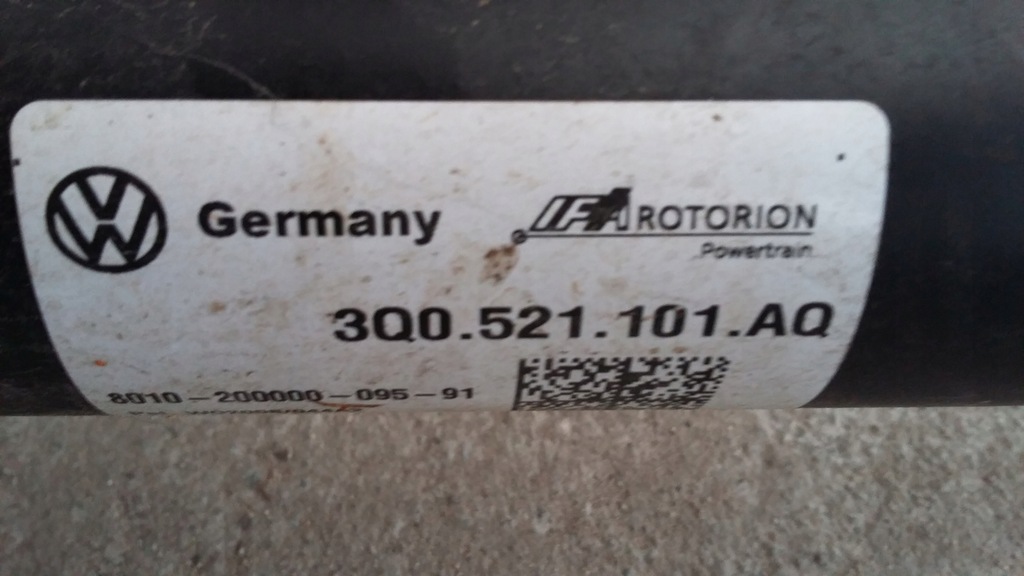 Germany
IFA ROTORION
Powertrain
3Q0.521.101.AQ
8010-200000-095-91